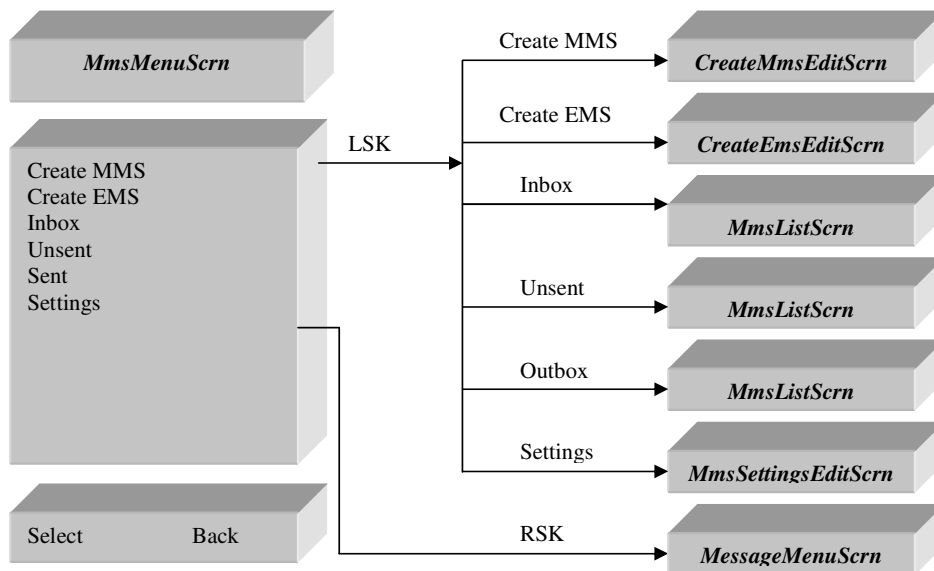 MmsMenuScrn
Create MMS
Create EMS
Inbox
Unsent
Sent
Settings
Select Back
LSK
Create MMS
CreateMmsEditScrn
Create EMS
CreateEmsEditScrn
Inbox
MmsListScrn
Unsent
MmsListScrn
Outbox
MmsListScrn
Settings
MmsSettingsEditScrn
RSK
MessageMenuScrn